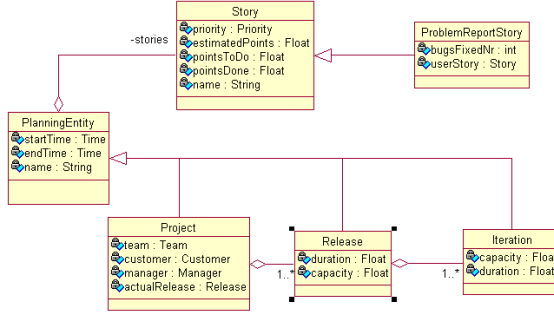 Story
priority : Priority
estimatedPoints : Float
pointsToDo : Float
pointsDone : Float
name : String
ProblemReportStory
bugsFixedNr : int
userStory : Story
-stories
PlanningEntity
startTime : Time
endTime : Time
name : String
Project
team : Team
customer : Customer
manager : Manager
actualRelease : Release
1..*
Release
duration : Float
capacity : Float
1..*
Iteration
capacity : Float
duration : Float